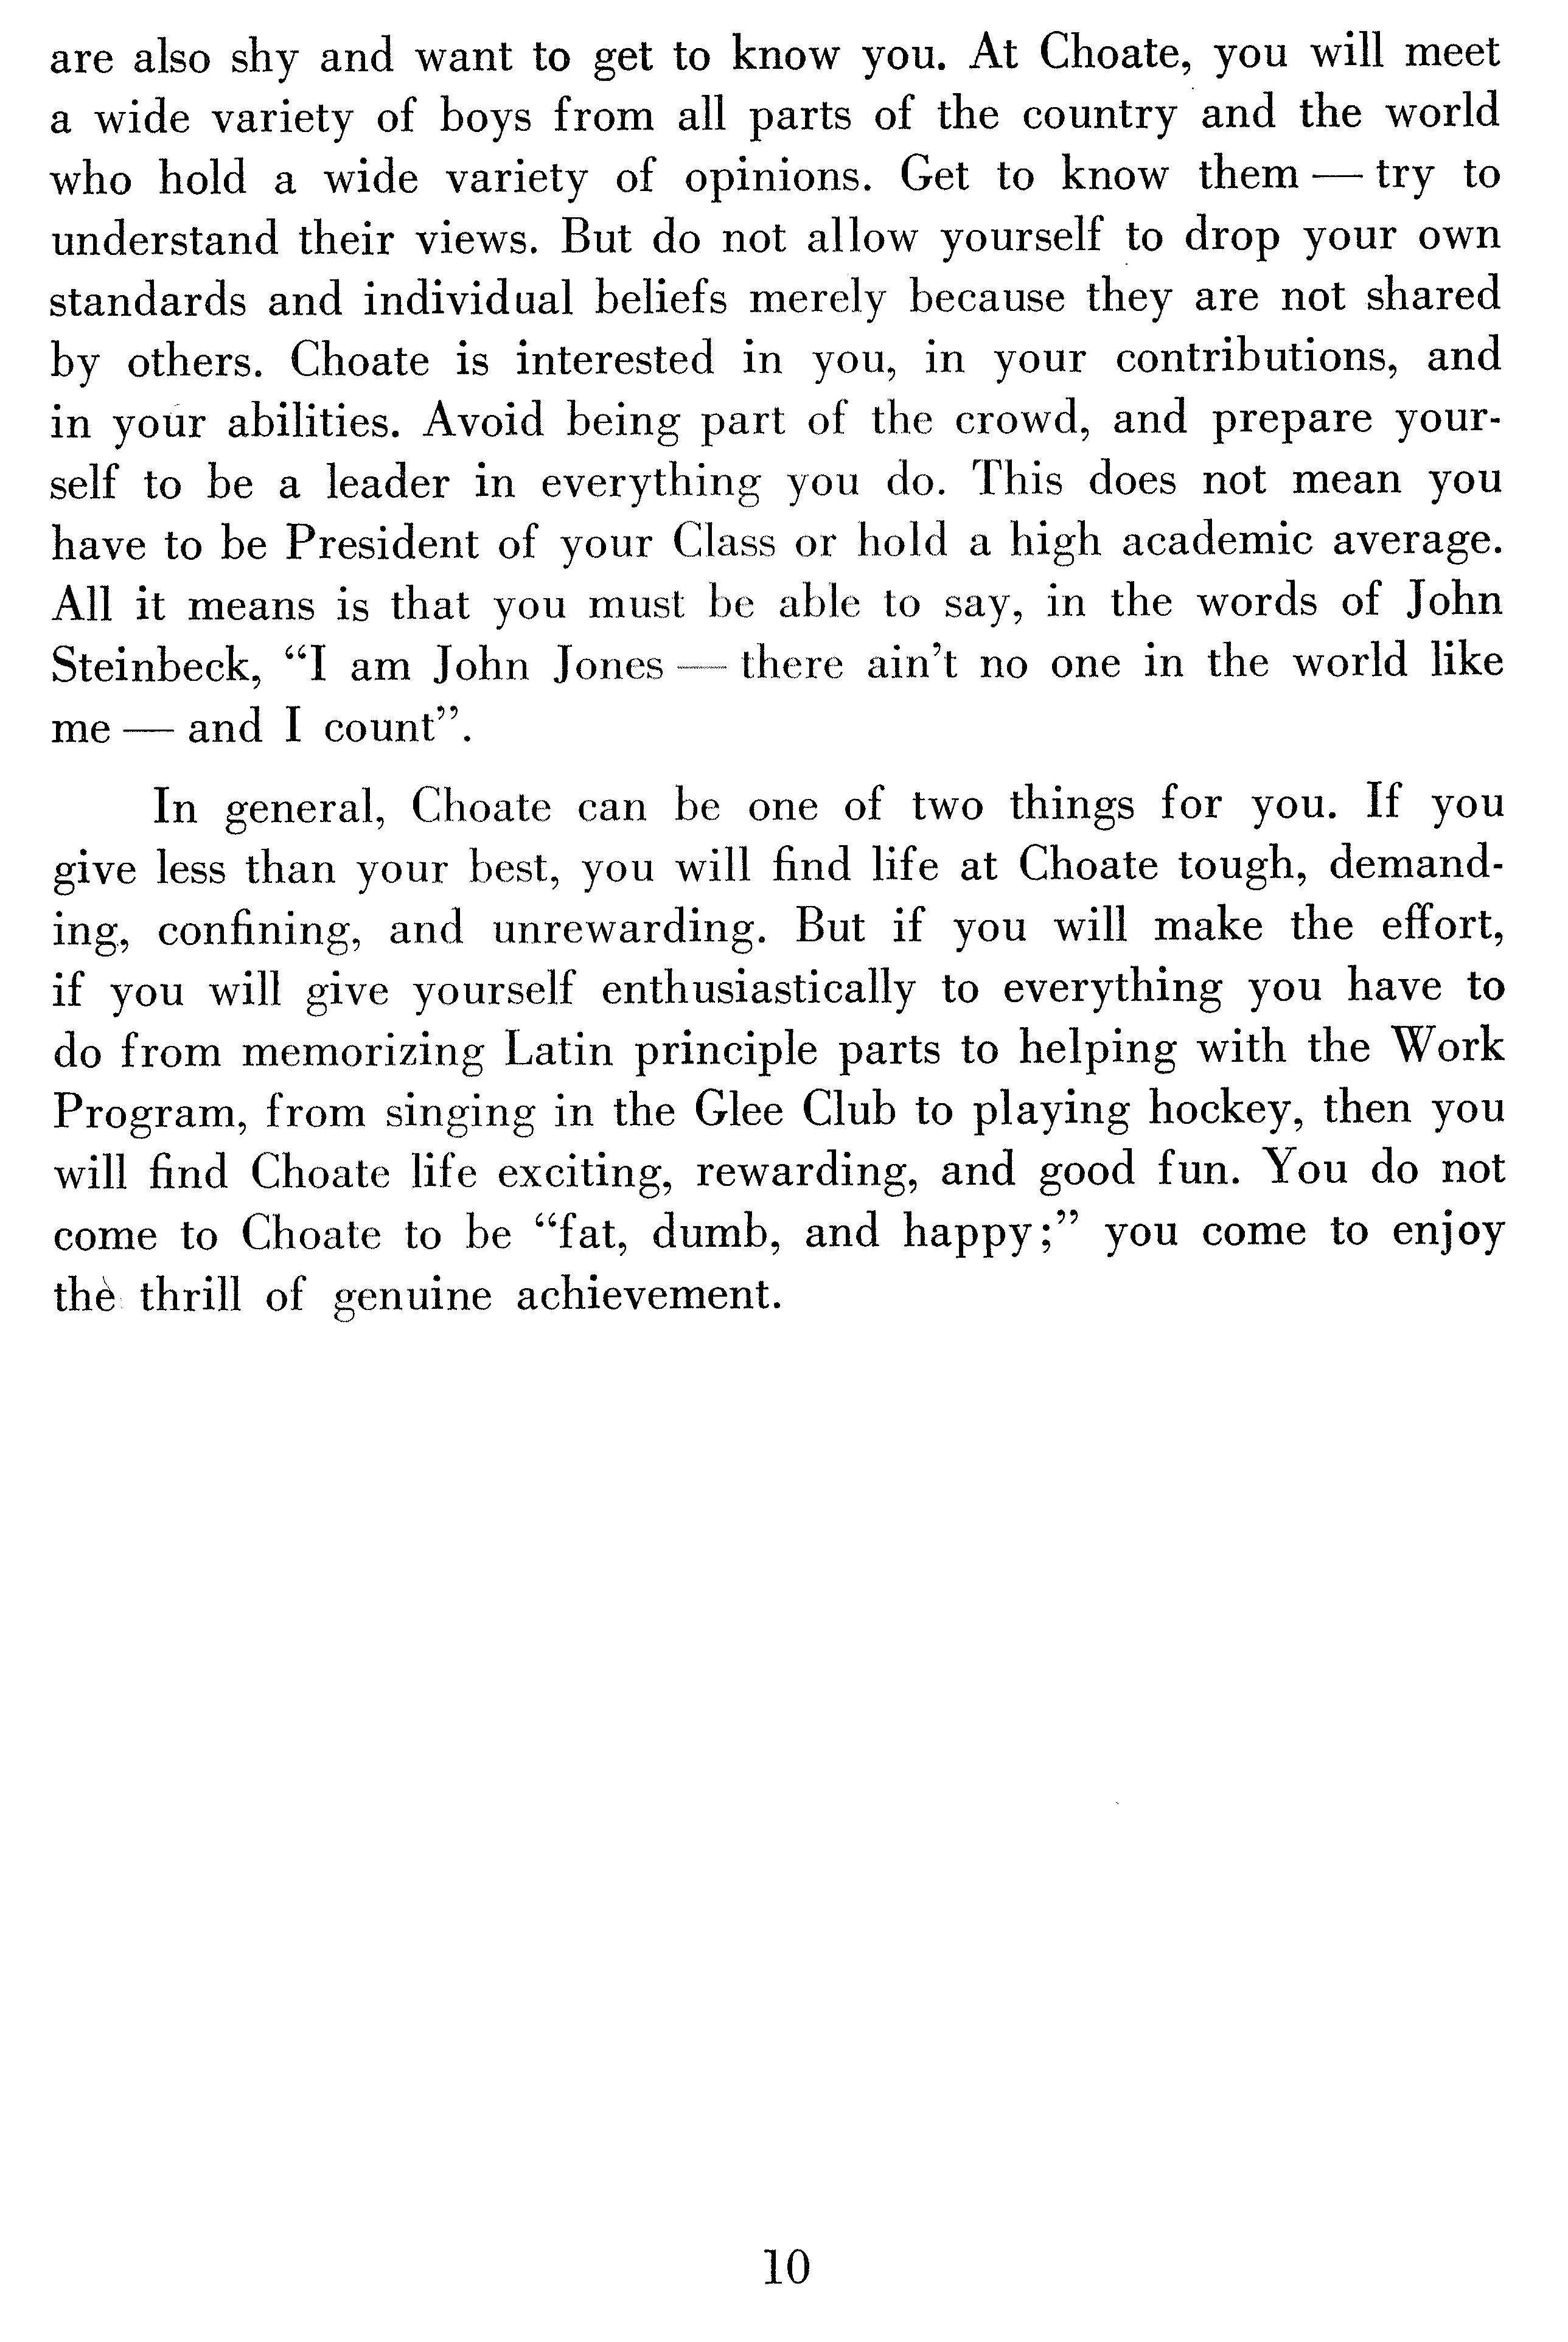 are also shy and want to get to know you. At Choate, you will meet
a wide variety of boys from all parts of the country and the world
who hold a wide variety of opinions. Get to know them — try to
understand their views. But do not allow yourself to drop your own
standards and individual beliefs merely because they are not shared
by others. Choate is interested in you, in your contributions, and
in your abilities. Avoid being part of the crowd, and prepare your-
self to be a leader in everything you do. This does not mean you
have to be President of your Class or hold a high academic average.
All it means is that you must be able to say, in the words of John
Steinbeck, “I am John Jones — there ain’t no one in the world like
me — and I count”.
In general, Choate can be one of two things for you. If you
give less than your best, you will find life at Choate tough, demand-
ing, confining, and unrewarding. But if you will make the effort,
if you will give yourself enthusiastically to everything you have to
do from memorizing Latin principle parts to helping with the Work
Program, from singing in the Glee Club to playing hockey, then you
will find Choate life exciting, rewarding, and good fun. You do not
come to Choate to be “fat, dumb, and happy;” you come to enjoy
the thrill of genuine achievement.
10